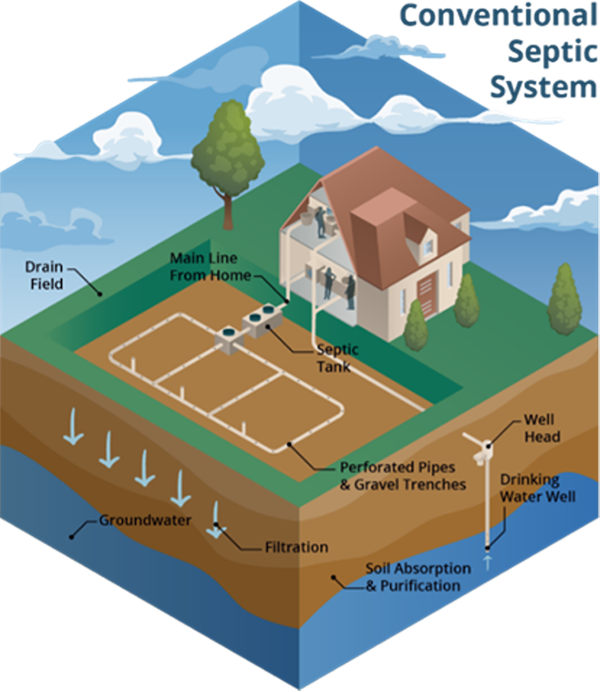 Conventional
Septic
System
Main Line
From Home
Drain
Field
Septic
Tank
Well
Head
Perforated Pipes
& Gravel Trenches
Drinking
Water Well
Groundwater
Filtration
Soil Absorption
& Purification